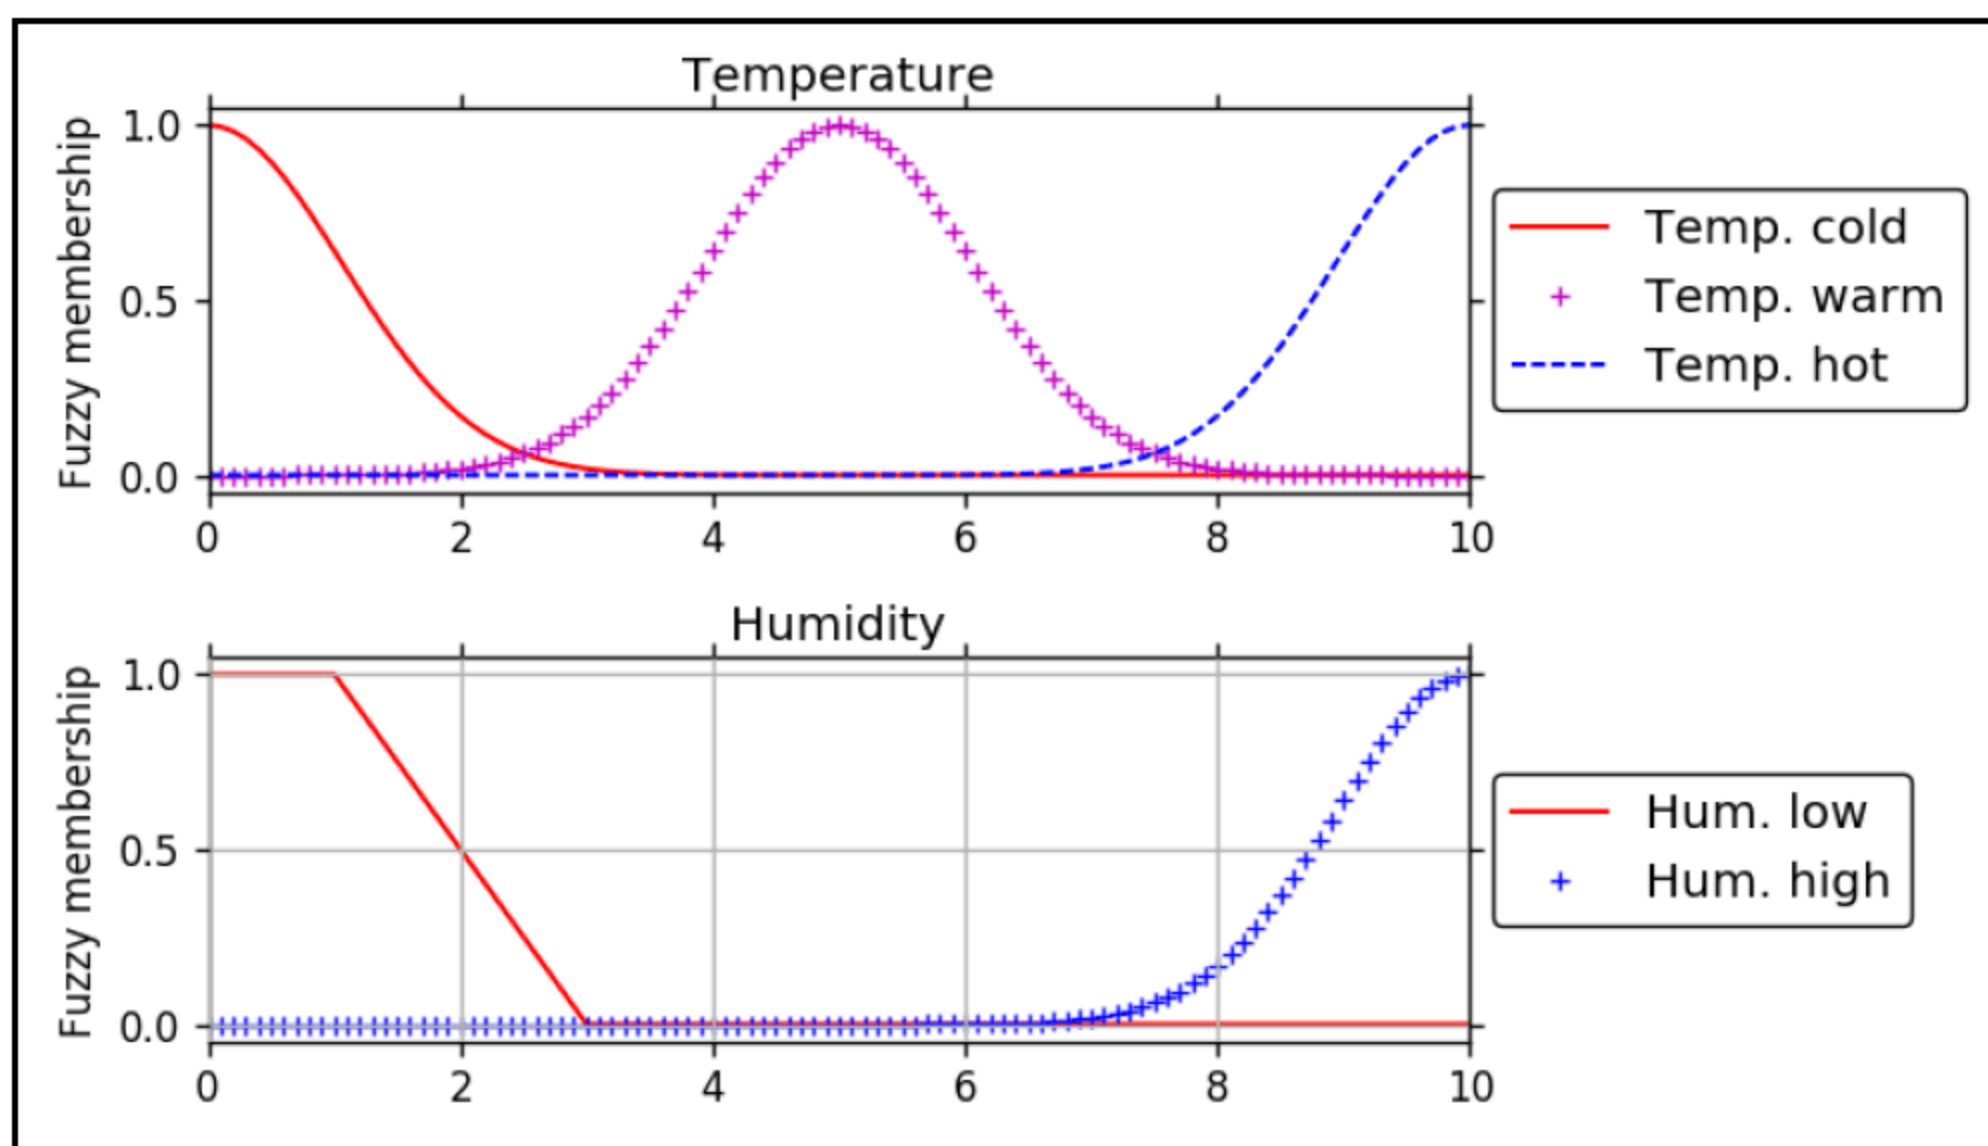 Temperature
Fuzzy membership
1.0
0.5
0.0
0 2 4 6 8 10
Temp. cold
Temp. warm
Temp. hot
Humidity
Fuzzy membership
1.0
0.5
0.0
0 2 4 6 8 10
Hum. low
Hum. high